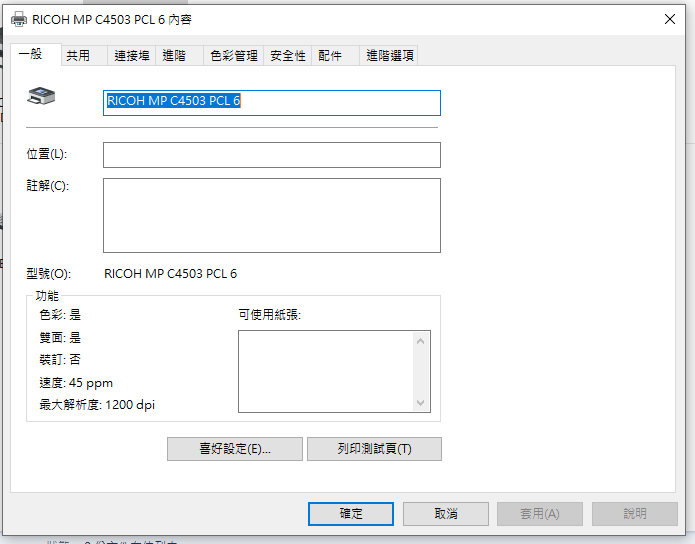 RICOH MP C4503 PCL 6 內容
一般 共用 連接埠 進階 色彩管理 安全性 配件 進階選項
RICOH MP C4503 PCL 6
位置(L):
註解(C):
型號(O): RICOH MP C4503 PCL 6
功能
色彩: 是 可使用紙張:
雙面: 是
裝訂: 否
速度: 45 ppm
最大解析度: 1200 dpi
喜好設定(E)... 列印測試頁(T)
確定 取消 套用(A) 說明